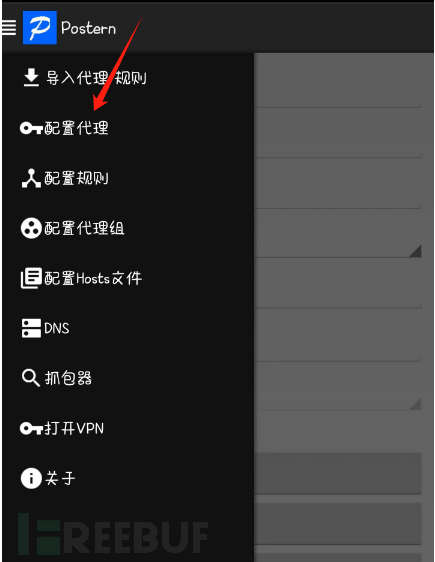 Postern
导入代理/规则
配置代理
配置规则
配置代理组
配置Hosts文件
DNS
抓包器
打开VPN
关于
FREEBUF